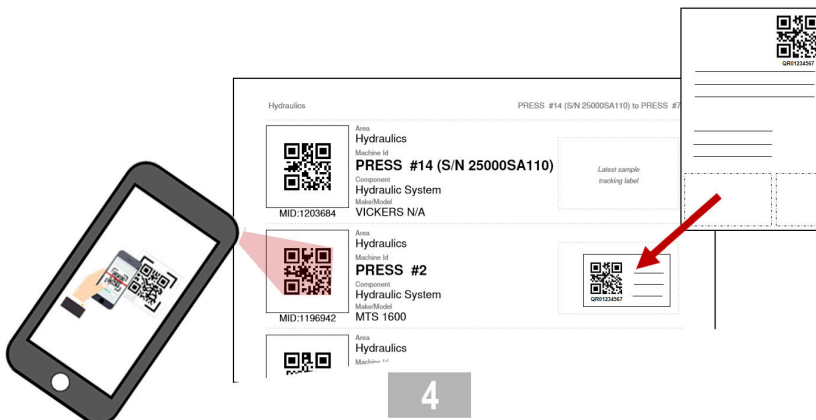 QR01234567
Hydraulics
PRESS #14 (S/N 25000SA110) to PRESS #7
Area
Hydraulics
Machine Id
PRESS #14 (S/N 25000SA110)
Component
Hydraulic System
Make/Model
VICKERS N/A
MID:1203684
Latest sample
tracking label
Area
Hydraulics
Machine Id
PRESS #2
Component
Hydraulic System
Make/Model
MTS 1600
MID:1196942
QR01234567
Area
Hydraulics
Machine
4